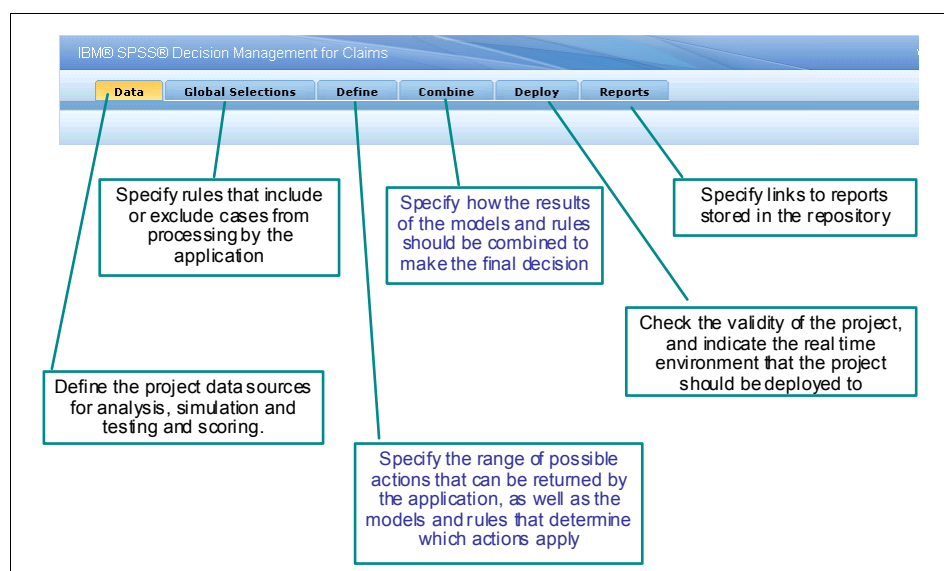 IBM® SPSS® Decision Management for Claims
Data
Global Selections
Define
Combine
Deploy
Reports
Specify rules that include
or exclude cases from
processing by the
application
Specify how the results
of the models and rules
should be combined to
make the final decision
Specify links to reports
stored in the repository
Check the validity of the project,
and indicate the real time
environment that the project
should be deployed to
Define the project data sources
for analysis, simulation and
testing and scoring.
Specify the range of possible
actions that can be returned by
the application, as well as the
models and rules that determine
which actions apply